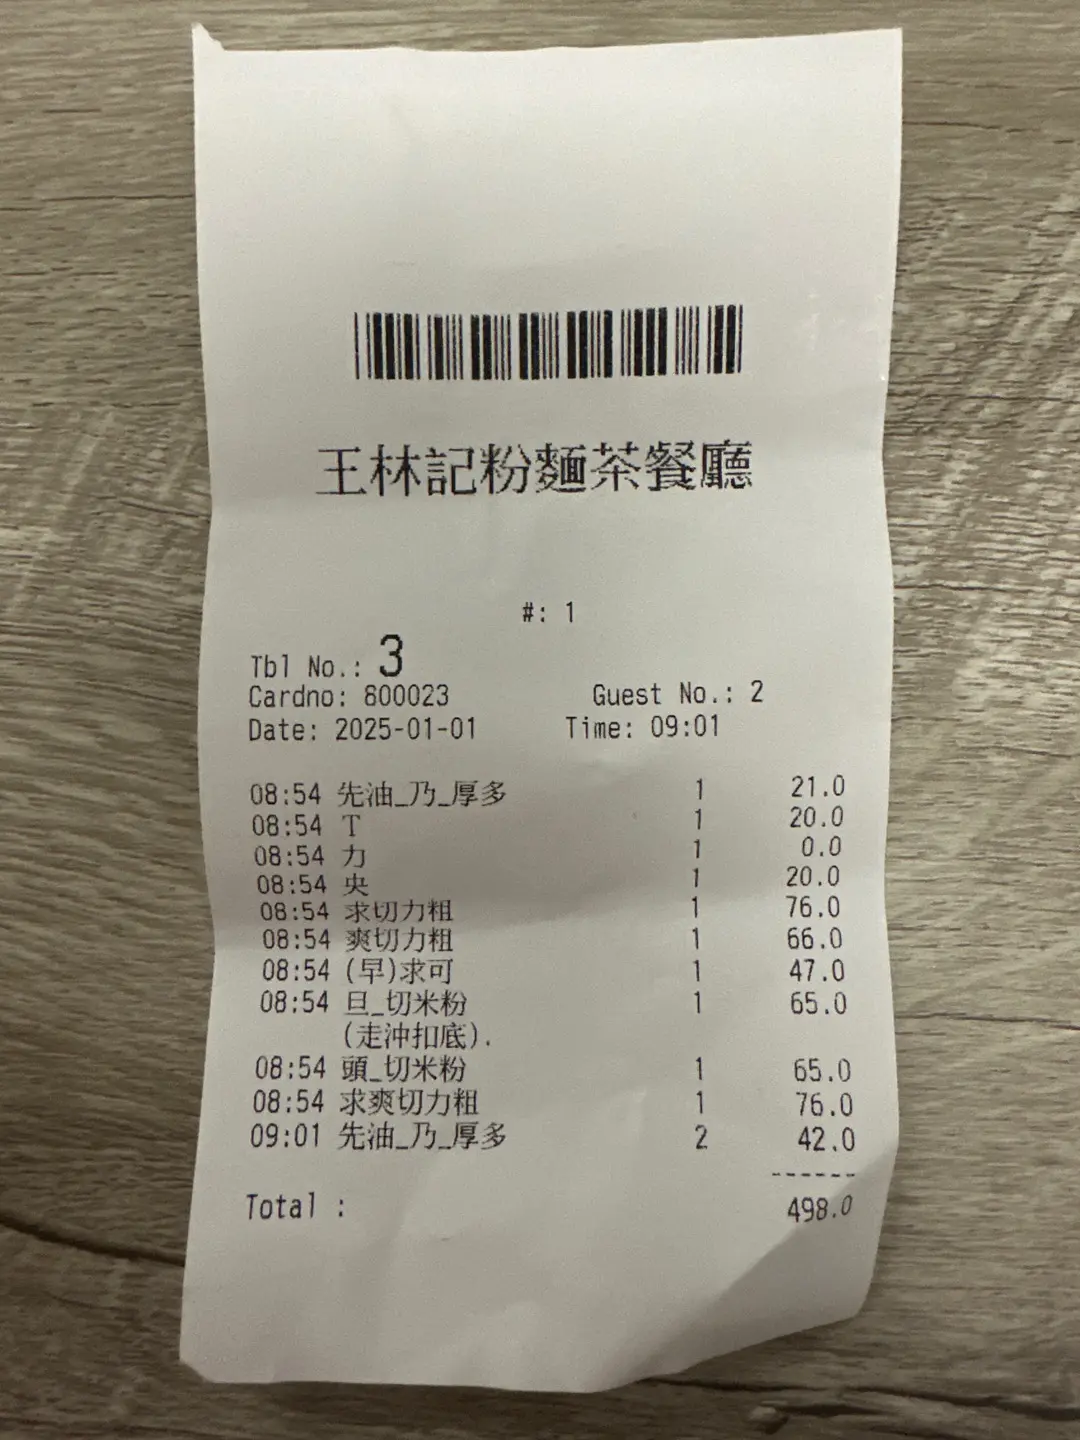 王林記粉麵茶餐廳
#: 1
Tbl No.: 3
Cardno: 800023 Guest No.: 2
Date: 2025-01-01 Time: 09:01
08:54 先油_乃_厚多 1 21.0
08:54 T 1 20.0
08:54 力 1 0.0
08:54 央 1 20.0
08:54 求切力粗 1 76.0
08:54 爽切力粗 1 66.0
08:54 (早)求可 1 47.0
08:54 旦_切米粉 1 65.0
(走沖扣底).
08:54 頭_切米粉 1 65.0
08:54 求爽切力粗 1 76.0
09:01 先油_乃_厚多 2 42.0
------
Total : 498.0